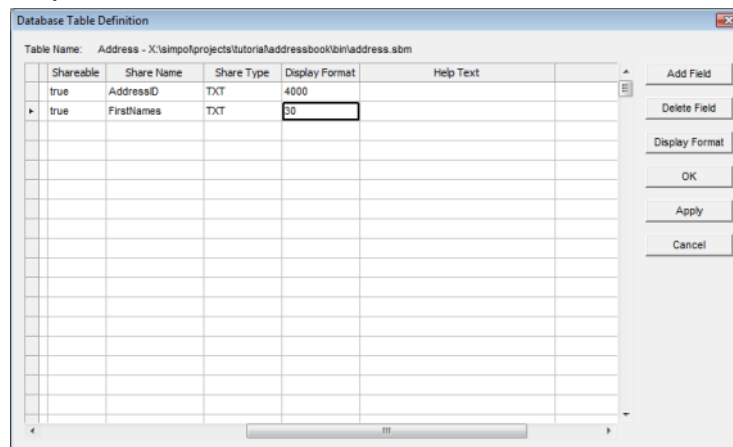 Database Table Definition
Table Name: Address - X:\simpol\projects\tutorial\addressbook\bin\address.sbm
Shareable Share Name Share Type Display Format Help Text
true AddressID TXT 4000
true FirstNames TXT 30
Add Field
Delete Field
Display Format
OK
Apply
Cancel